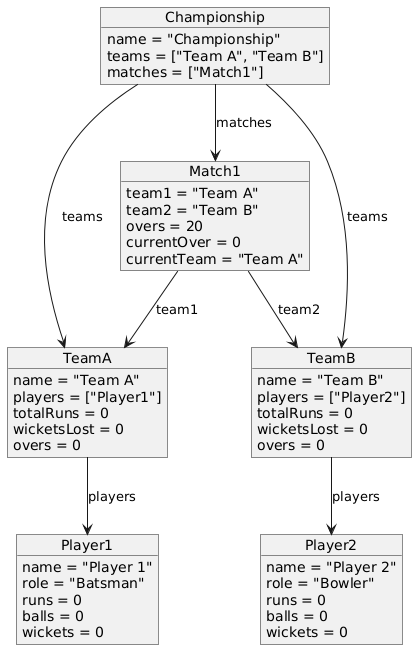 Championship
name = "Championship"
teams = ["Team A", "Team B"]
matches = ["Match1"]
matches
Match1
team1 = "Team A"
team2 = "Team B"
overs = 20
currentOver = 0
currentTeam = "Team A"
teams
teams
team1
team2
TeamA
name = "Team A"
players = ["Player1"]
totalRuns = 0
wicketsLost = 0
overs = 0
TeamB
name = "Team B"
players = ["Player2"]
totalRuns = 0
wicketsLost = 0
overs = 0
players
players
Player1
name = "Player 1"
role = "Batsman"
runs = 0
balls = 0
wickets = 0
Player2
name = "Player 2"
role = "Bowler"
runs = 0
balls = 0
wickets = 0